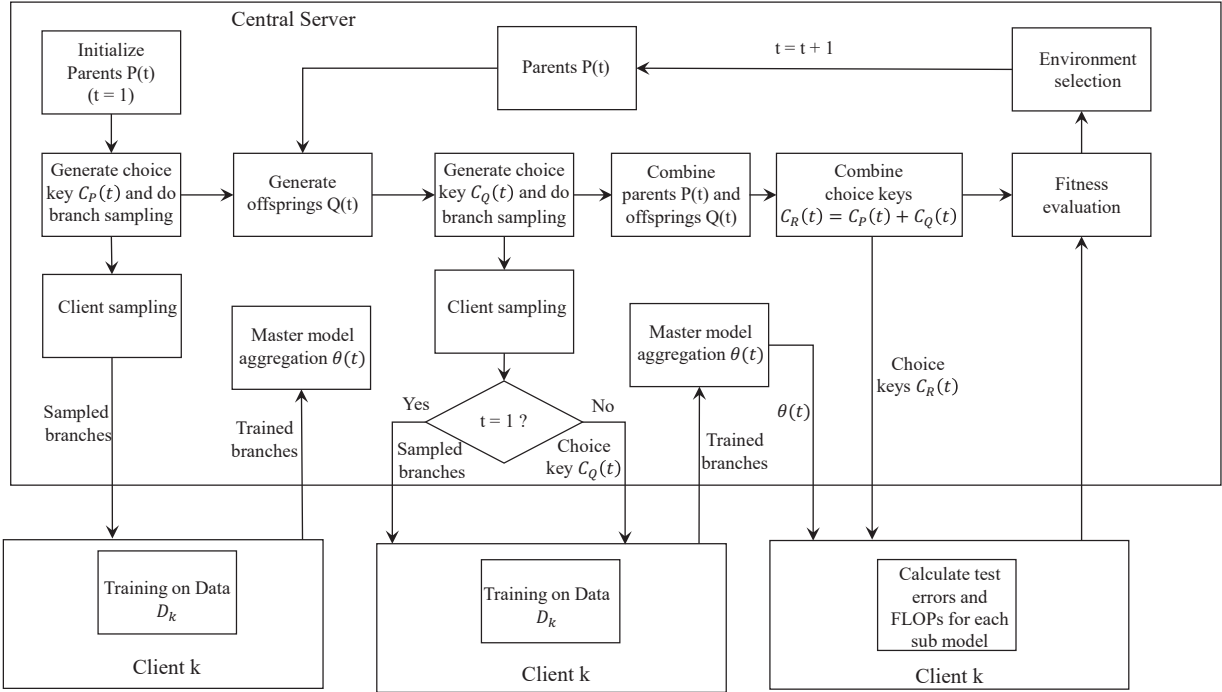 Central Server
Initialize
Parents P(t)
(t = 1)
Parents P(t)
t = t + 1
Environment
selection
Generate choice
key C_P(t) and do
branch sampling
Generate
offsprings Q(t)
Generate choice
key C_Q(t) and do
branch sampling
Combine
parents P(t) and
offsprings Q(t)
Combine
choice keys
C_R(t) = C_P(t) + C_Q(t)
Fitness
evaluation
Client sampling
Master model
aggregation θ(t)
Client sampling
Master model
aggregation θ(t)
Sampled
branches
Trained
branches
Yes
t = 1 ?
No
Sampled
branches
Choice
key C_Q(t)
Trained
branches
θ(t)
Choice
keys C_R(t)
Training on Data
D_k
Client k
Training on Data
D_k
Client k
Calculate test
errors and
FLOPs for each
sub model
Client k